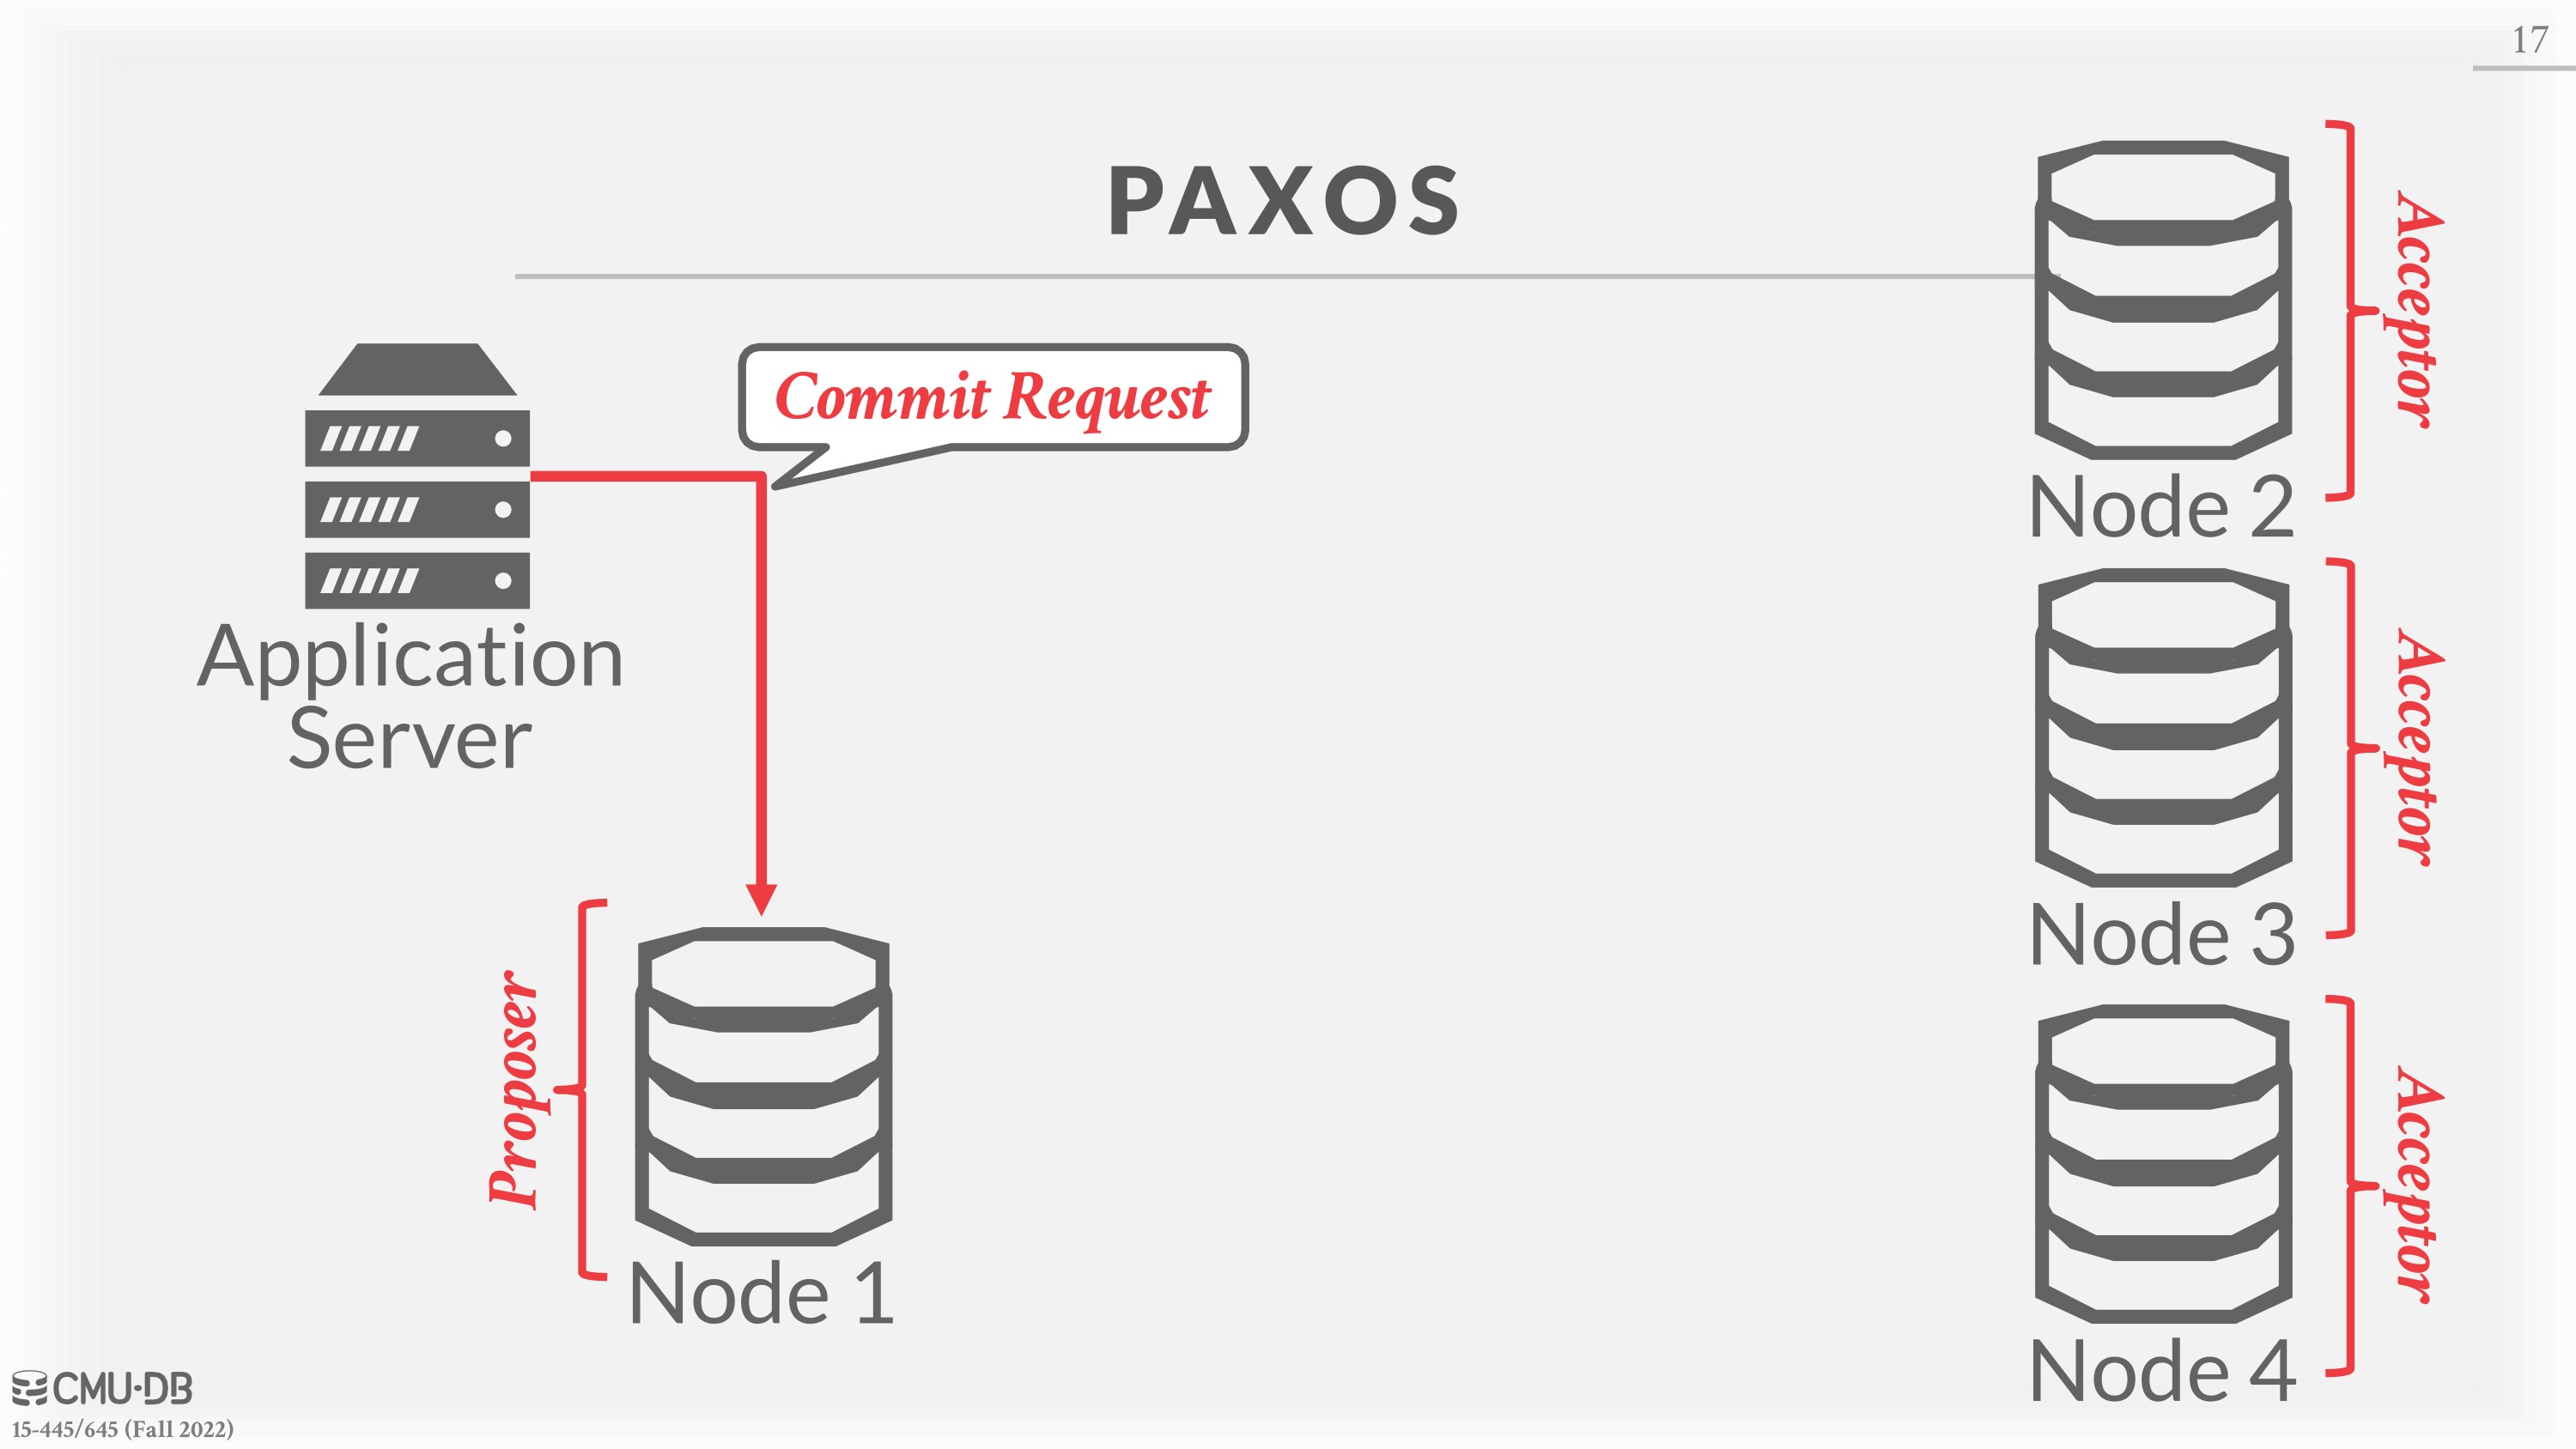 17
PAXOS
Commit Request
Application
Server
Proposer
Node 1
Acceptor
Node 2
Acceptor
Node 3
Acceptor
Node 4
CMU·DB
15-445/645 (Fall 2022)